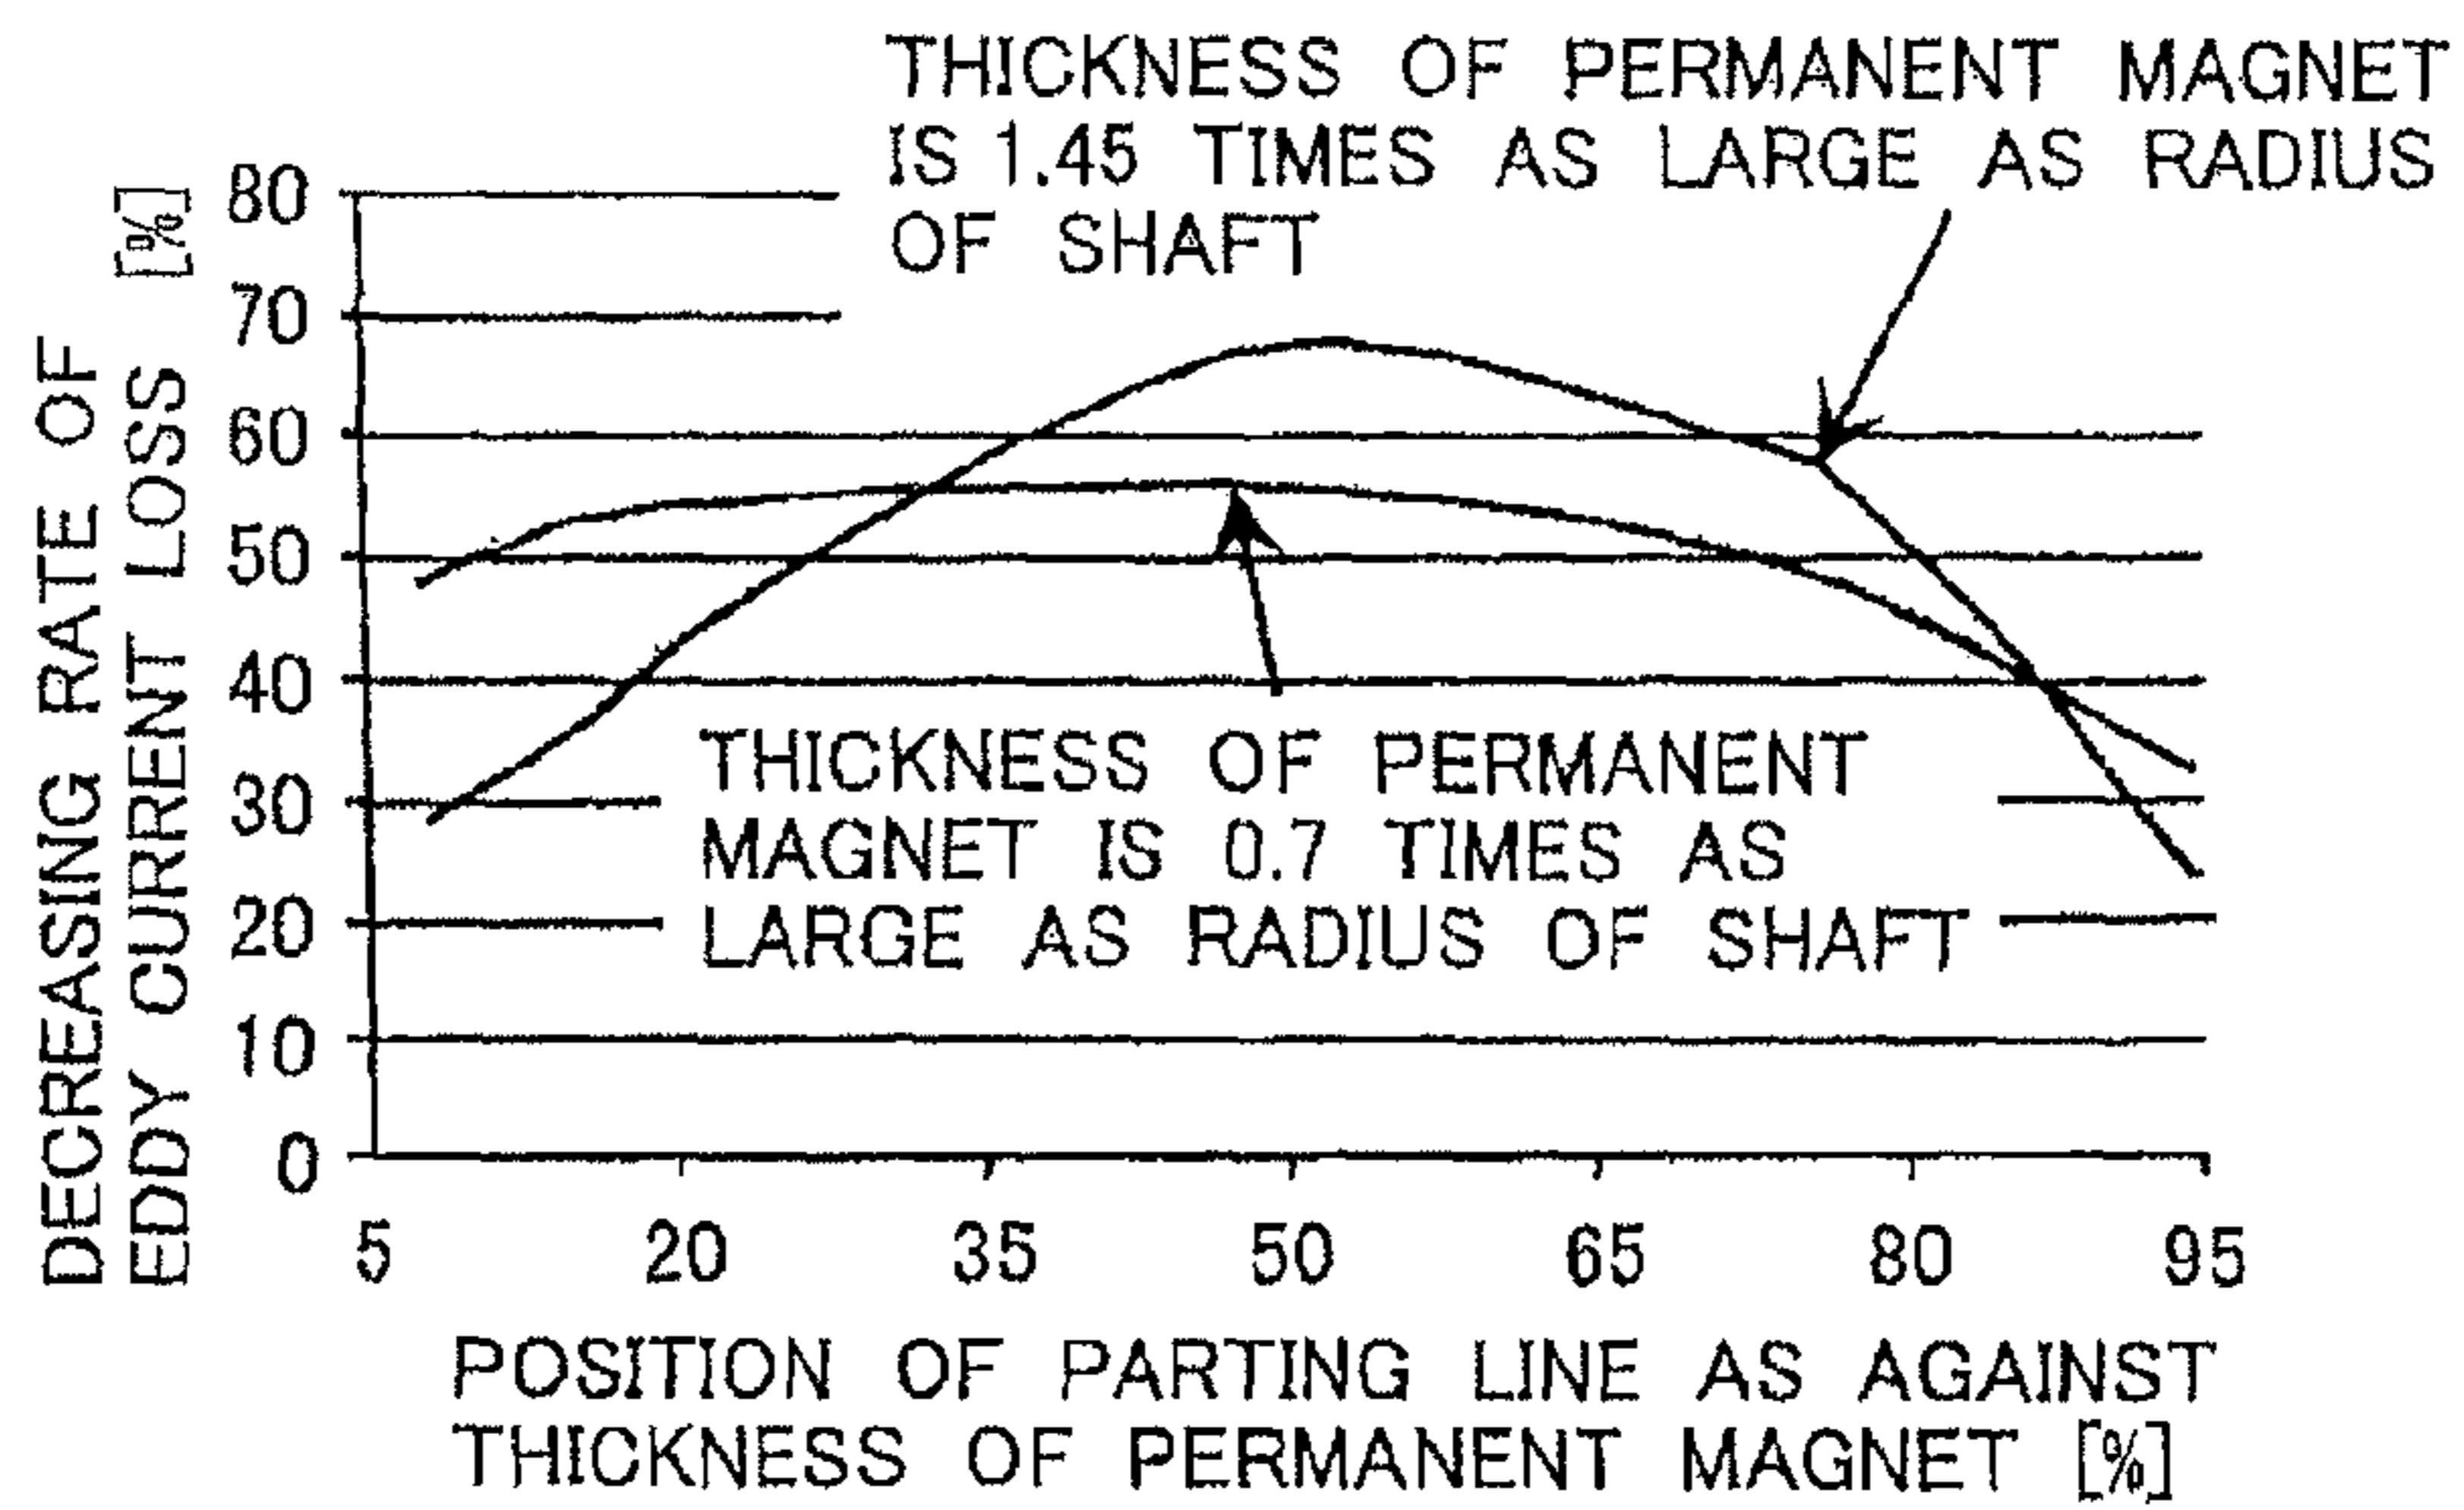 THICKNESS OF PERMANENT MAGNET
IS 1.45 TIMES AS LARGE AS RADIUS
OF SHAFT
DECREASING RATE OF
EDDY CURRENT LOSS [%]
80
70
60
50
40
30
20
10
0
THICKNESS OF PERMANENT
MAGNET IS 0.7 TIMES AS
LARGE AS RADIUS OF SHAFT
5 20 35 50 65 80 95
POSITION OF PARTING LINE AS AGAINST
THICKNESS OF PERMANENT MAGNET [%]